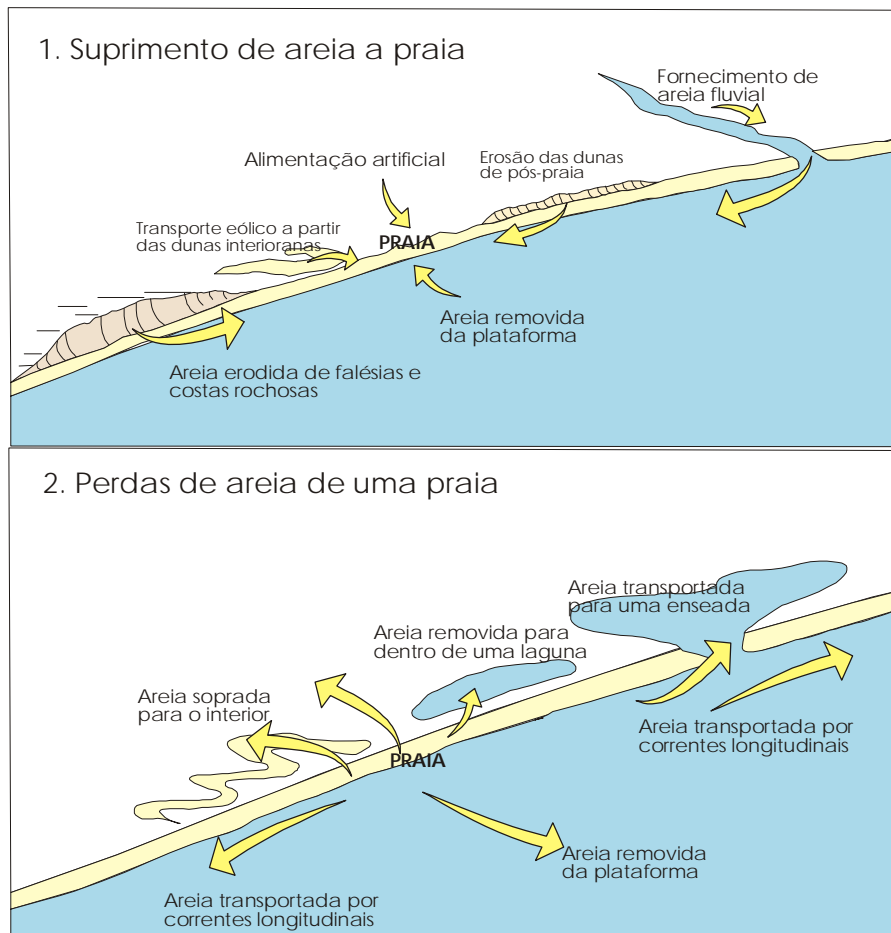 1. Suprimento de areia a praia
Fornecimento de
areia fluvial
Alimentação artificial
Erosão das dunas
de pós-praia
Transporte eólico a partir
das dunas interioranas
PRAIA
Areia removida
da plataforma
Areia erodida de falésias e
costas rochosas
2. Perdas de areia de uma praia
Areia transportada
para uma enseada
Areia removida para
dentro de uma laguna
Areia soprada
para o interior
Areia transportada por
correntes longitudinais
PRAIA
Areia removida
da plataforma
Areia transportada por
correntes longitudinais